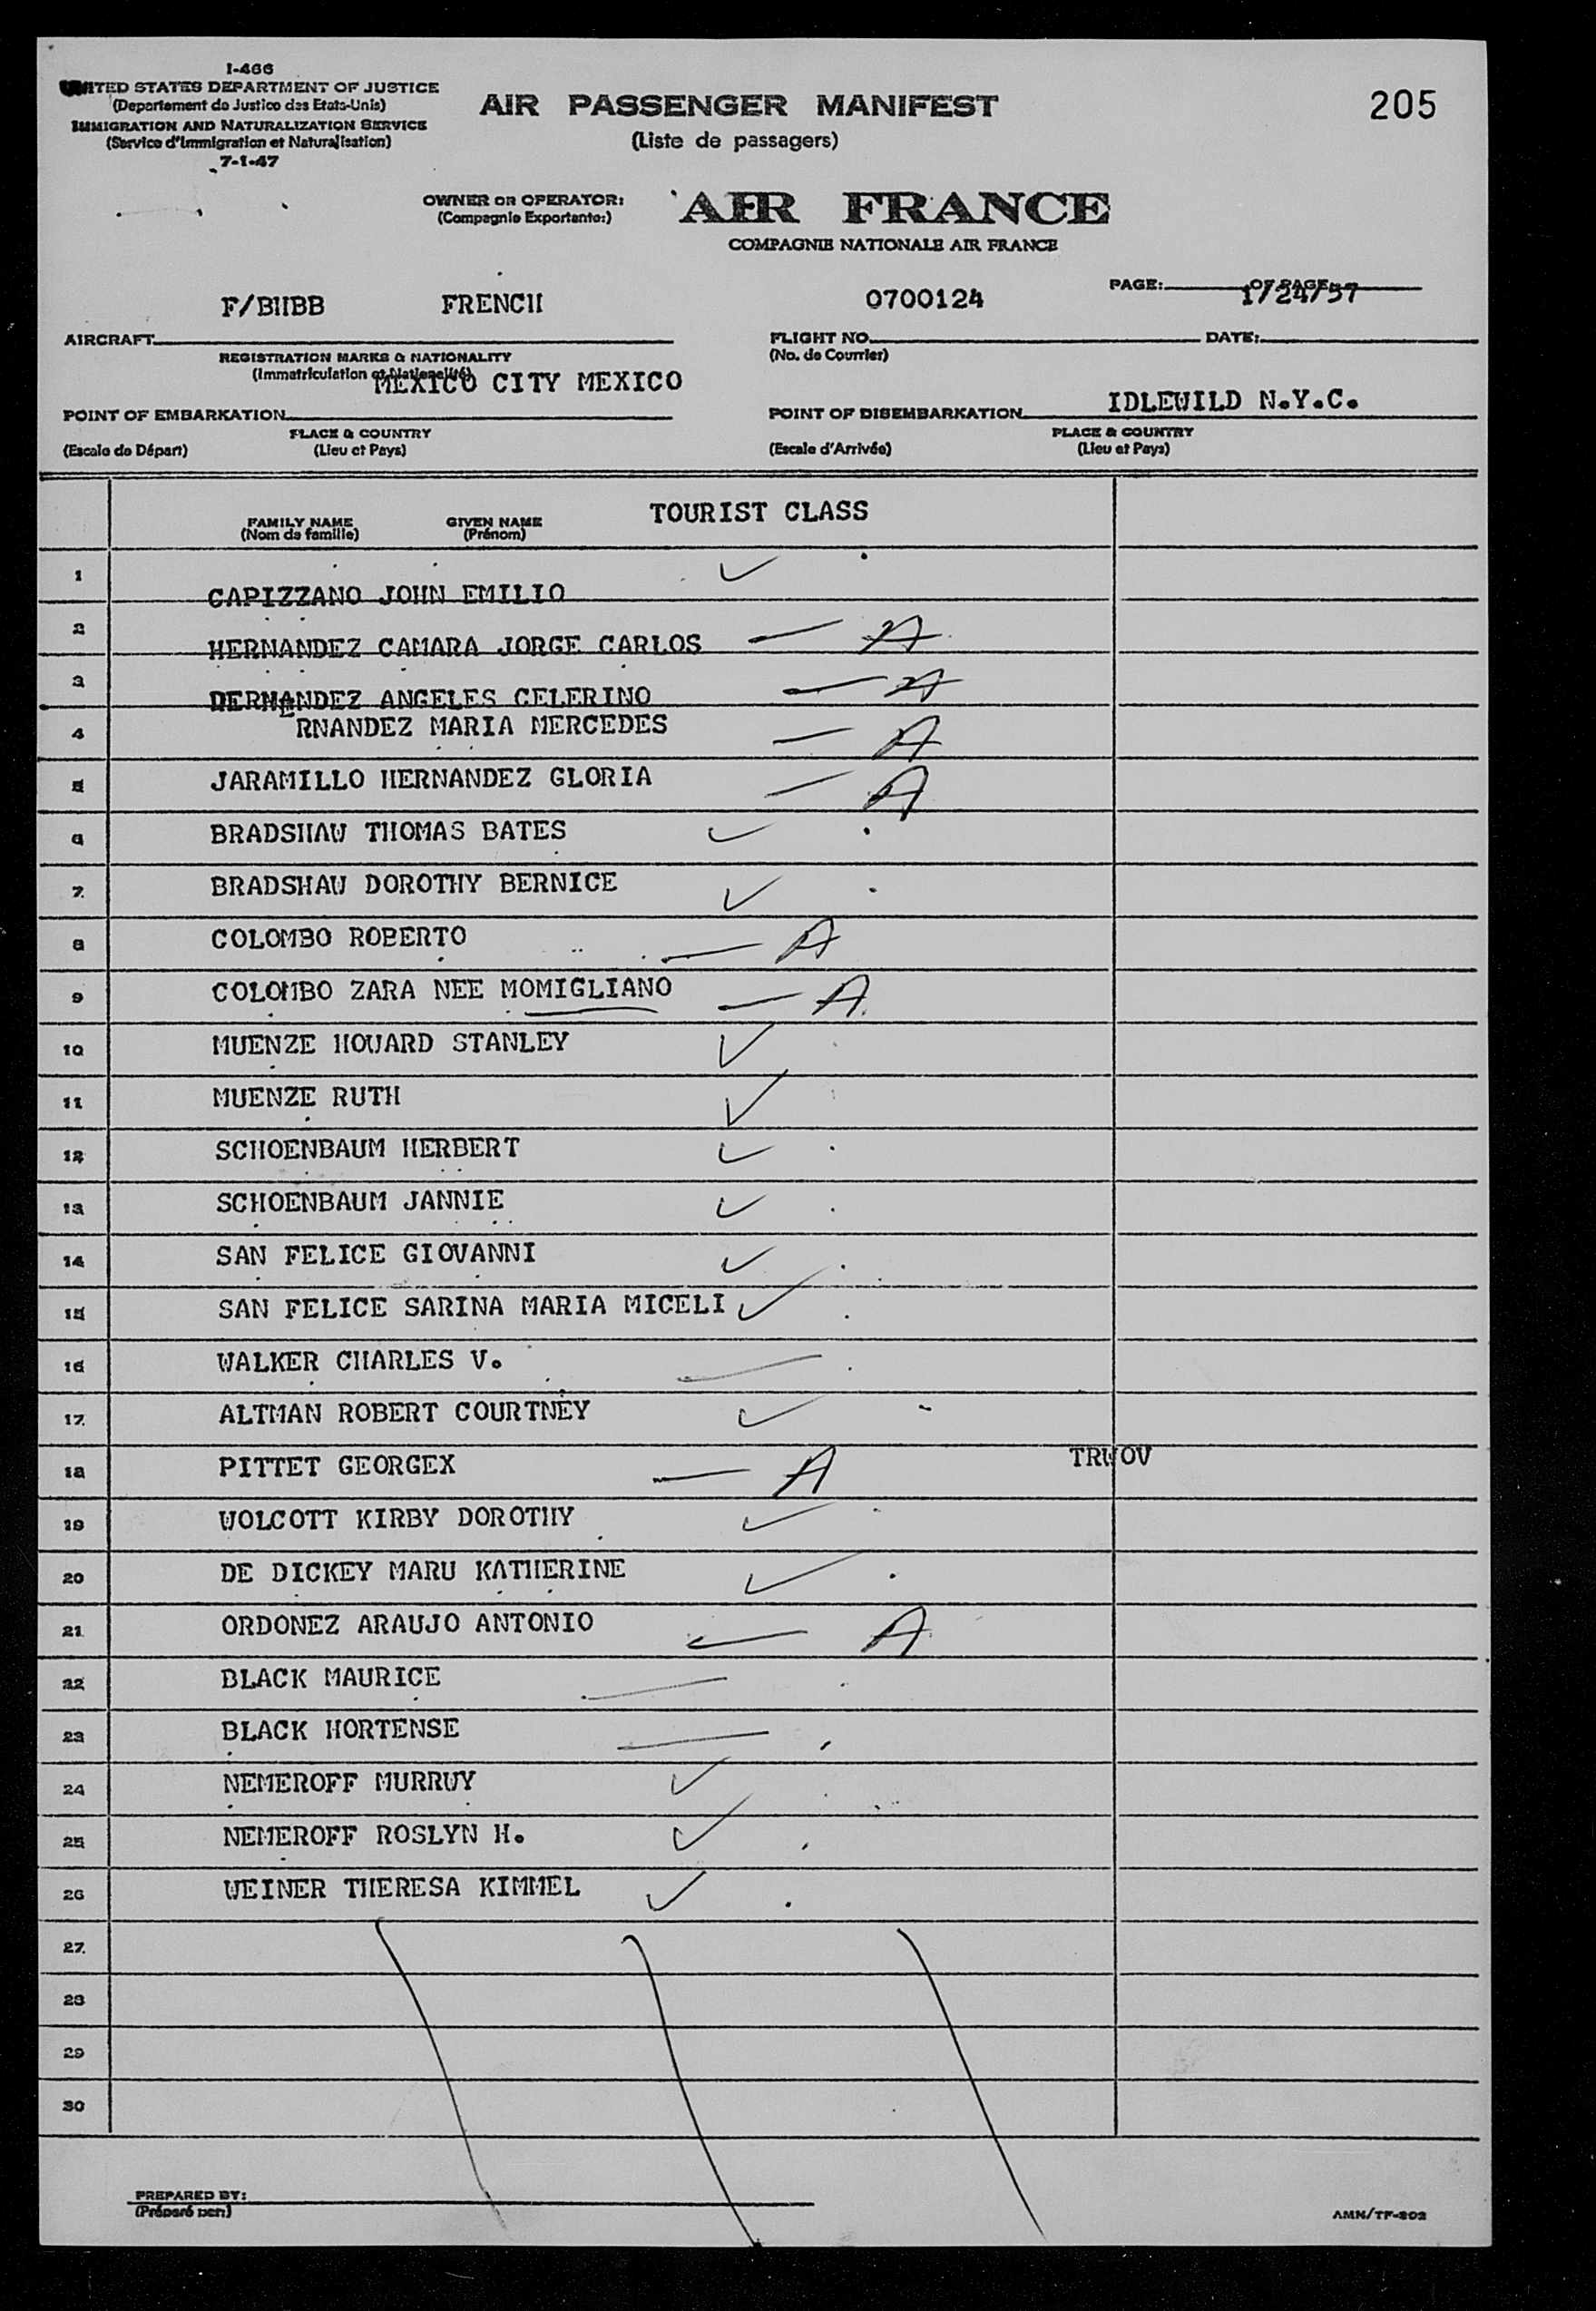 I-466
UNITED STATES DEPARTMENT OF JUSTICE
(Departement de Justice des Etats-Unis)
IMMIGRATION AND NATURALIZATION SERVICE
(Service d'Immigration et Naturalisation)
7-1-47
AIR PASSENGER MANIFEST
(Liste de passagers)
205
OWNER OR OPERATOR:
(Compagnie Exportante:)
AIR FRANCE
COMPAGNIE NATIONALE AIR FRANCE
PAGE: OF PAGE
F/BHBB FRENCH 0700124 1/24/57
AIRCRAFT FLIGHT NO. DATE:
REGISTRATION MARKS & NATIONALITY (No. de Courrier)
(Immatriculation et Nationalité)
MEXICO CITY MEXICO IDLEWILD N.Y.C.
POINT OF EMBARKATION POINT OF DISEMBARKATION
PLACE & COUNTRY PLACE & COUNTRY
(Escale de Départ) (Lieu et Pays) (Escale d'Arrivée) (Lieu et Pays)
TOURIST CLASS
FAMILY NAME GIVEN NAME
(Nom de famille) (Prénom)
1 CAPIZZANO JOHN EMILIO
2 HERNANDEZ CAMARA JORGE CARLOS A
3 DERNANDEZ ANGELES CELERINO A
4 ERNANDEZ MARIA MERCEDES A
5 JARAMILLO HERNANDEZ GLORIA A
6 BRADSHAW THOMAS BATES
7 BRADSHAW DOROTHY BERNICE
8 COLOMBO ROBERTO A
9 COLOMBO ZARA NEE MOMIGLIANO A
10 MUENZE HOWARD STANLEY
11 MUENZE RUTH
12 SCHOENBAUM HERBERT
13 SCHOENBAUM JANNIE
14 SAN FELICE GIOVANNI
15 SAN FELICE SARINA MARIA MICELI
16 WALKER CHARLES V.
17 ALTMAN ROBERT COURTNEY
18 PITTET GEORGEX A TRWOV
19 WOLCOTT KIRBY DOROTHY
20 DE DICKEY MARU KATHERINE
21 ORDONEZ ARAUJO ANTONIO A
22 BLACK MAURICE
23 BLACK HORTENSE
24 NEMEROFF MURRWY
25 NEMEROFF ROSLYN H.
26 WEINER THERESA KIMMEL
27
28
29
30
PREPARED BY:
(Préparé par)
AMN/TF-302